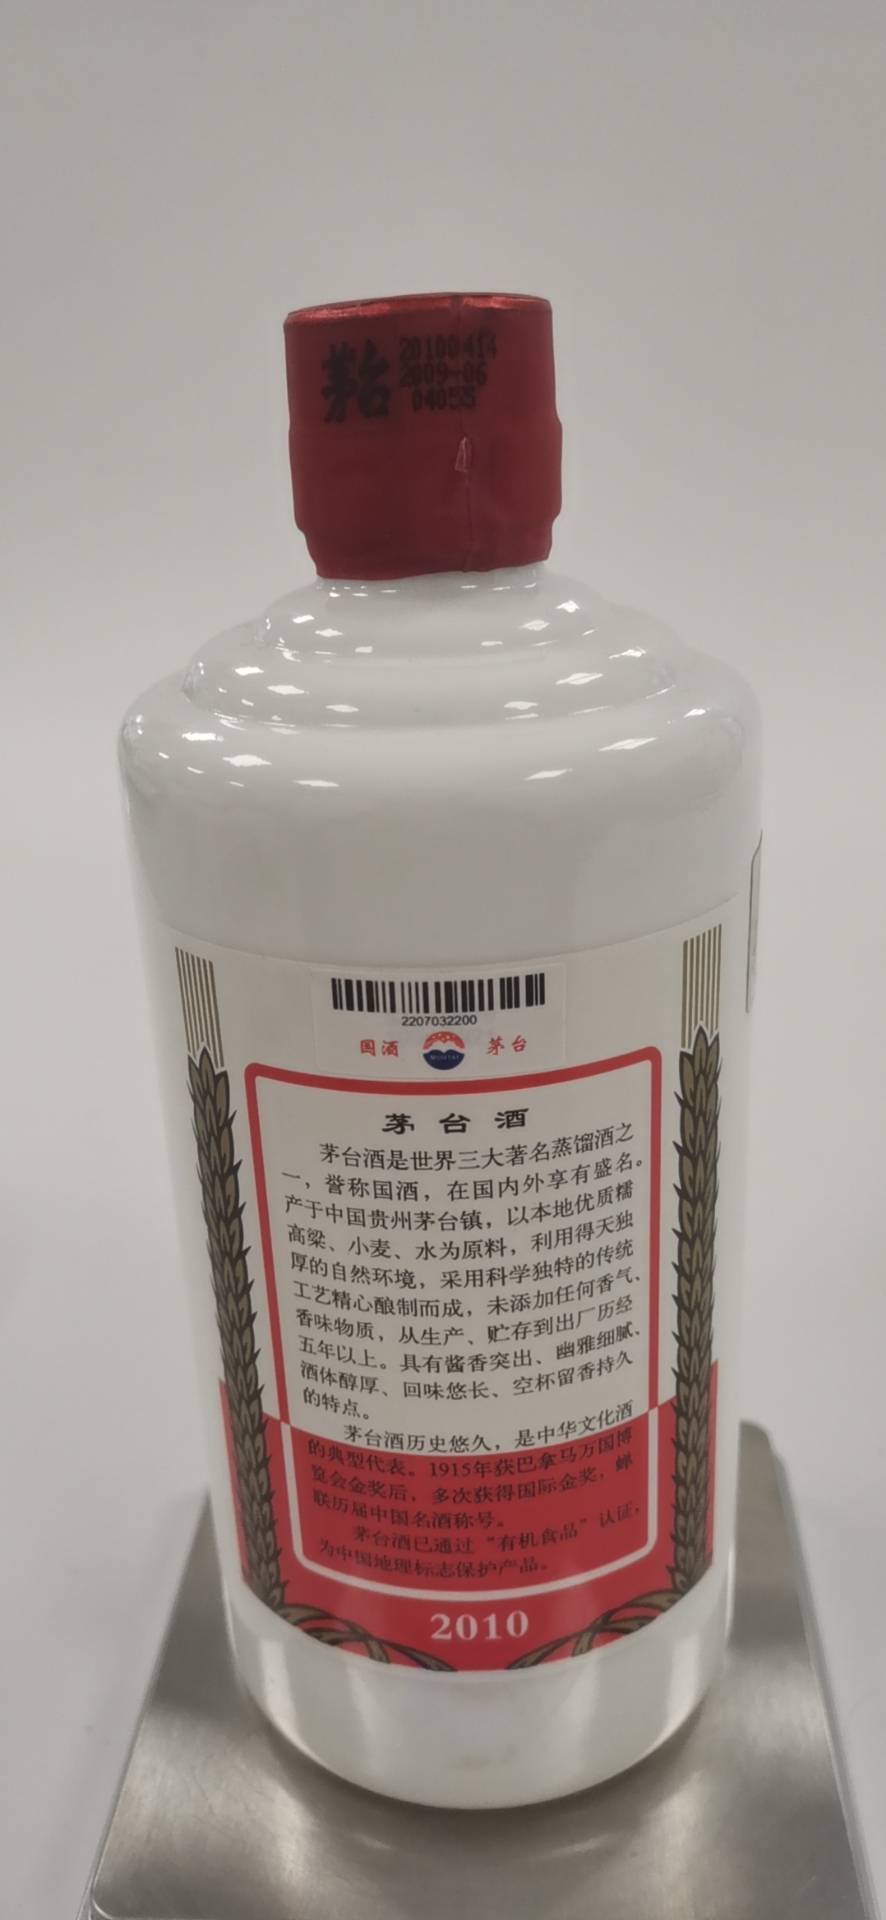 茅台
20100414
2009-06
04055
2207032200
国酒
MOUTAI
茅台
茅台酒
茅台酒是世界三大著名蒸馏酒之
一，誉称国酒，在国内外享有盛名。
产于中国贵州茅台镇，以本地优质糯
高粱、小麦、水为原料，利用得天独
厚的自然环境，采用科学独特的传统
工艺精心酿制而成，未添加任何香气、
香味物质，从生产、贮存到出厂历经
五年以上。具有酱香突出、幽雅细腻、
酒体醇厚、回味悠长、空杯留香持久
的特点。
茅台酒历史悠久，是中华文化酒
的典型代表。1915年获巴拿马万国博
览会金奖后，多次获得国际金奖，蝉
联历届中国名酒称号。
茅台酒已通过“有机食品”认证，
为中国地理标志保护产品。
2010